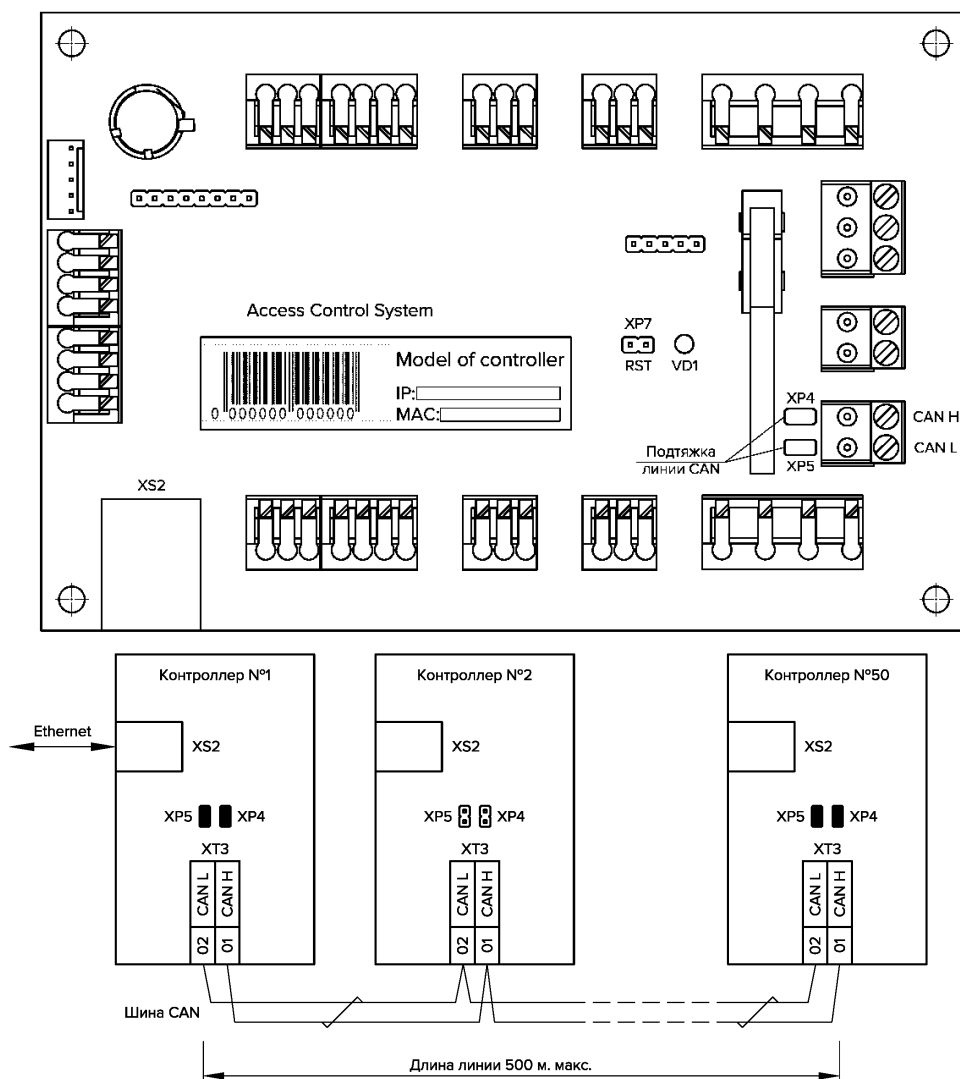 Access Control System
Model of controller
IP:
MAC:
0 000000 000000
XP7
RST VD1
XP4
CAN H
Подтяжка
линии CAN
CAN L
XP5
XS2
Контроллер №1
Контроллер №2
Контроллер №50
Ethernet
XS2
XS2
XS2
XP5 XP4
XP5 XP4
XP5 XP4
XT3
XT3
XT3
CAN L CAN H
CAN L CAN H
CAN L CAN H
02 01
02 01
02 01
Шина CAN
Длина линии 500 м. макс.